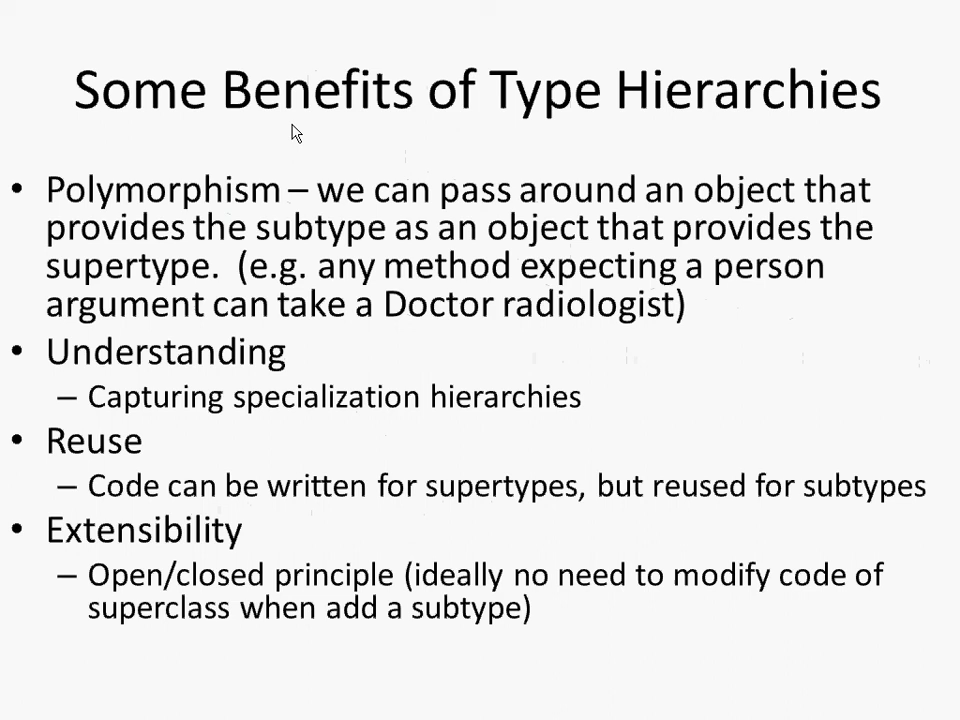 Some Benefits of Type Hierarchies
• Polymorphism – we can pass around an object that
provides the subtype as an object that provides the
supertype.  (e.g. any method expecting a person
argument can take a Doctor radiologist)
• Understanding
– Capturing specialization hierarchies
• Reuse
– Code can be written for supertypes, but reused for subtypes
• Extensibility
– Open/closed principle (ideally no need to modify code of
superclass when add a subtype)